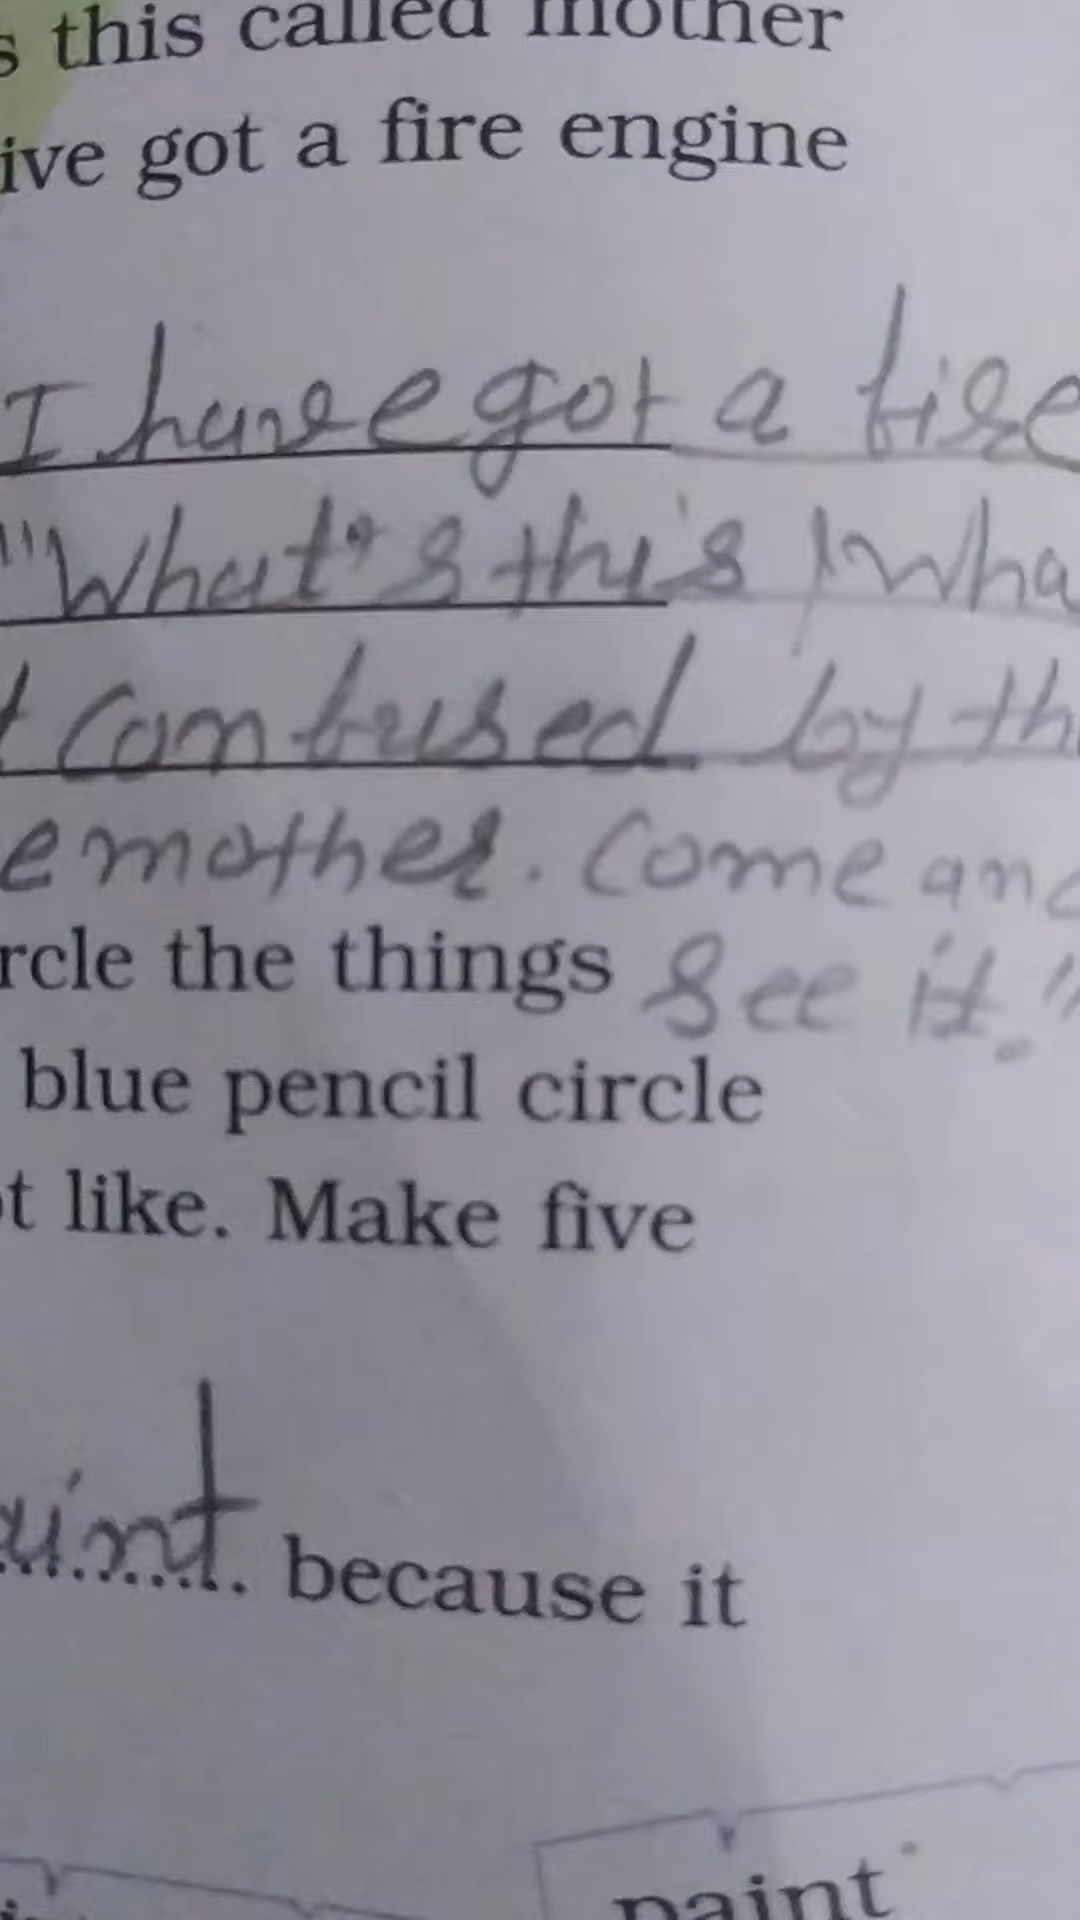 s this called mother
ive got a fire engine
I have got a fire
"What's this, wha
t confused by th
e mother. Come and
rcle the things see it."
blue pencil circle
t like. Make five
aint because it
paint